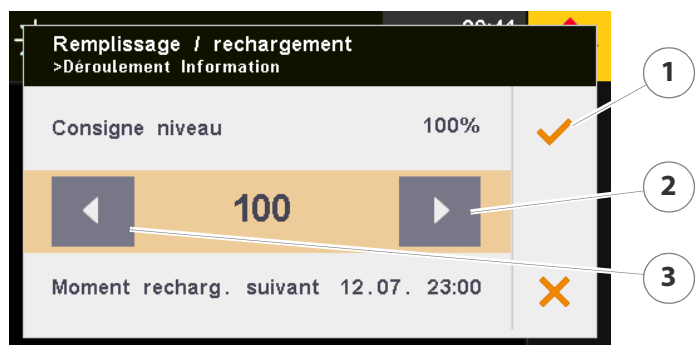 Remplissage / rechargement
>Déroulement Information
Consigne niveau 100%
100
Moment recharg. suivant 12.07. 23:00
1
2
3